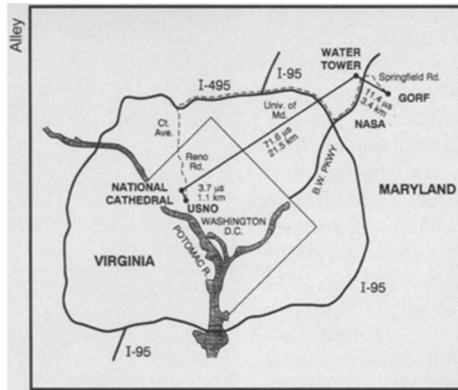 Alley
WATER
TOWER
I-95
I-495
Springfield Rd.
11.4 µs
3.4 km
GORF
Univ. of
Md.
NASA
Ct.
Ave.
71.6 µs
21.5 km
Reno
Rd.
B.W. PKWY
NATIONAL
CATHEDRAL
3.7 µs
1.1 km
USNO
MARYLAND
WASHINGTON
D.C.
VIRGINIA
POTOMAC R.
I-95
I-95